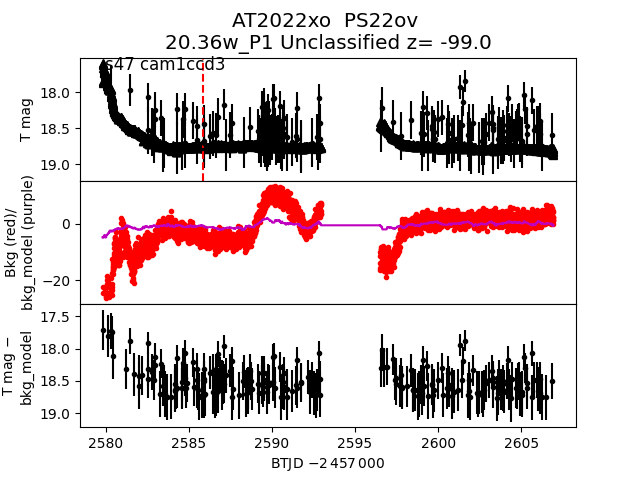 AT2022xo  PS22ov
20.36w_P1 Unclassified z= -99.0
s47 cam1ccd3
T mag
18.0
18.5
19.0
Bkg (red)/
bkg_model (purple)
0
−20
T mag −
bkg_model
17.5
18.0
18.5
19.0
2580
2585
2590
2595
2600
2605
BTJD −2 457 000